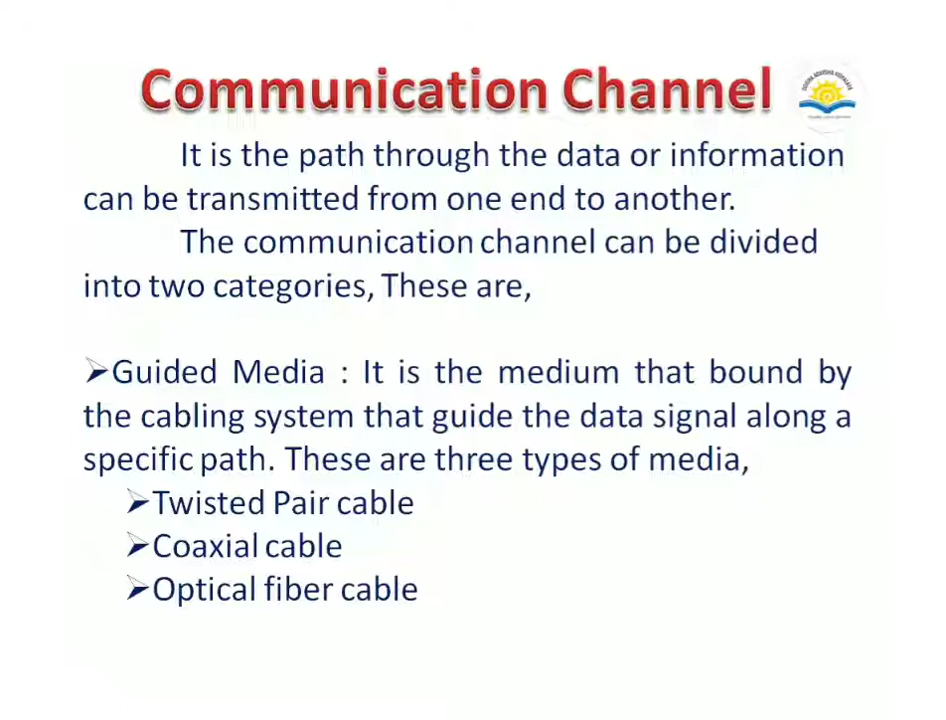 Communication Channel
It is the path through the data or information
can be transmitted from one end to another.
The communication channel can be divided
into two categories, These are,
➢Guided Media : It is the medium that bound by
the cabling system that guide the data signal along a
specific path. These are three types of media,
➢Twisted Pair cable
➢Coaxial cable
➢Optical fiber cable